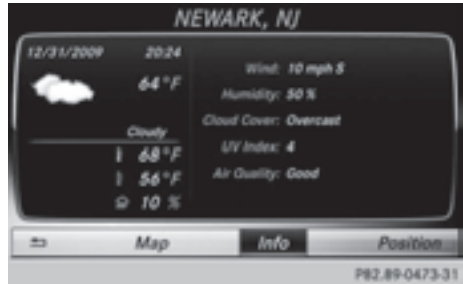 NEWARK, NJ
12/31/2009 20:24
64°F
Cloudy
68°F
56°F
10 %
Wind: 10 mph S
Humidity: 50 %
Cloud Cover: Overcast
UV Index: 4
Air Quality: Good
Map Info Position
P82.89-0473-31